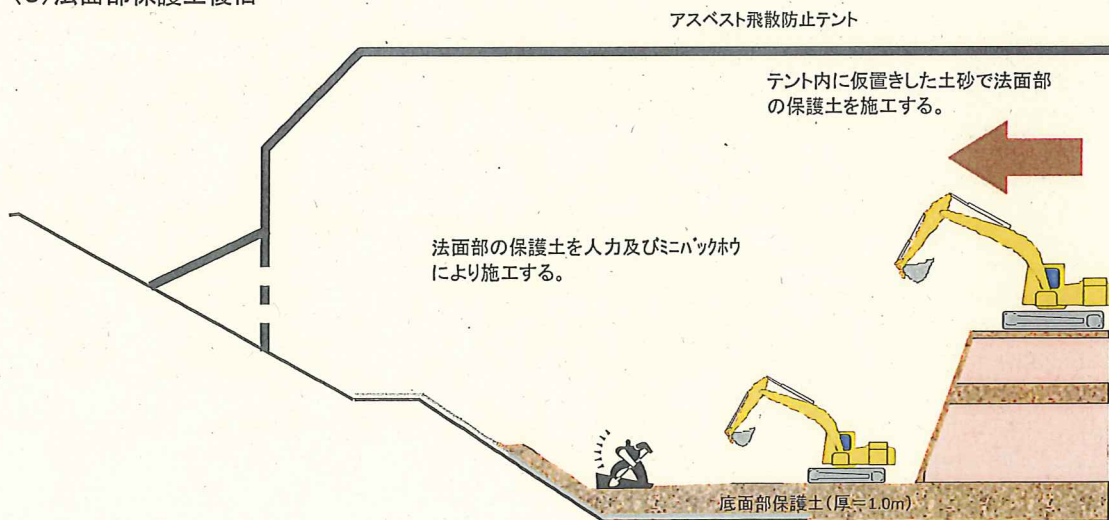 法面部保護土復旧
アスベスト飛散防止テント
テント内に仮置きした土砂で法面部
の保護土を施工する。
法面部の保護土を人力及びミニバックホウ
により施工する。
底面部保護土(厚=1.0m)